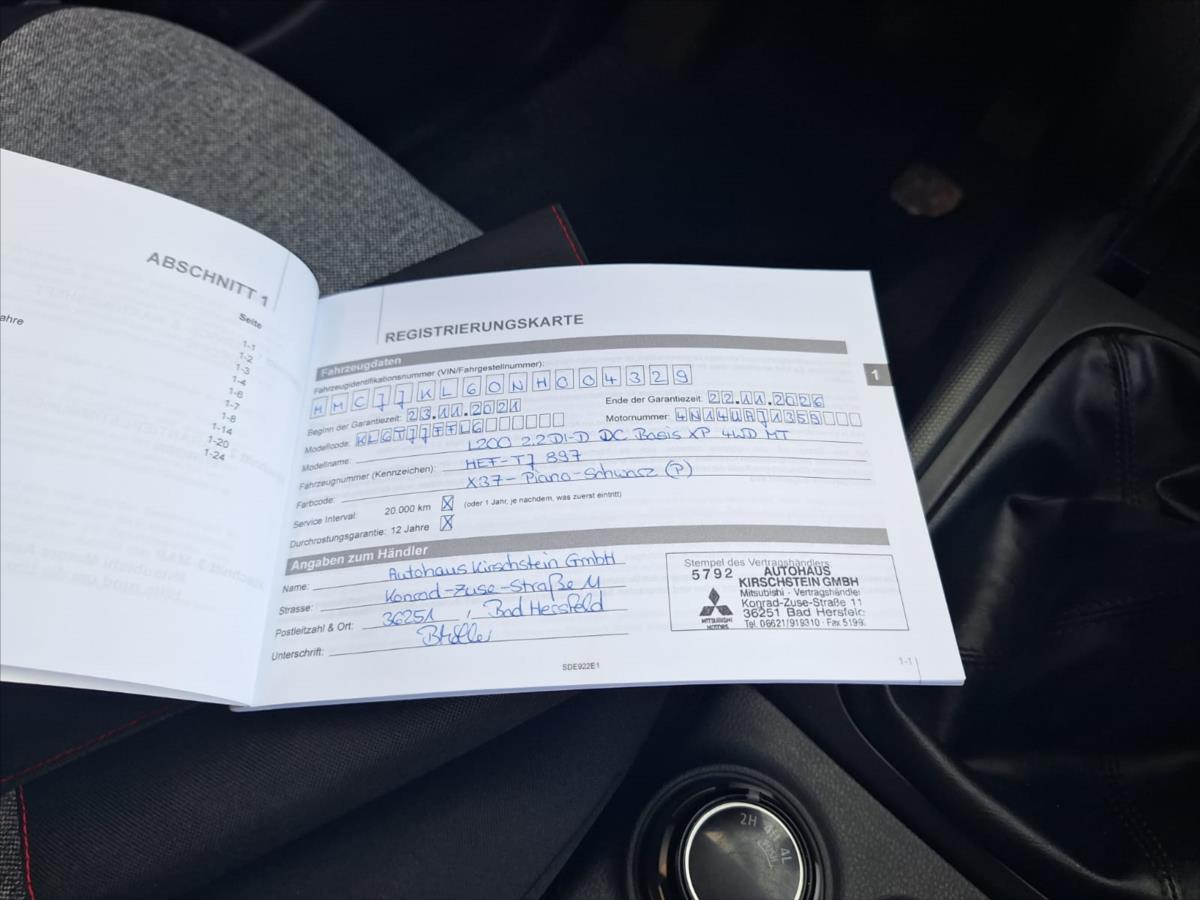 ABSCHNITT 1
Seite
ahre
1-1
1-2
1-3
1-4
1-6
1-7
1-8
1-14
1-20
1-24
REGISTRIERUNGSKARTE
Fahrzeugdaten
Fahrzeugidentifikationsnummer (VIN/Fahrgestellnummer):
MMCJJKL60NH004329
Beginn der Garantiezeit: 23.11.2021 Ende der Garantiezeit: 22.11.2026
Modellcode: KL6TJJFFL6 Motornummer: 4N14UAJ1359
Modellname: L200 2.2DI-D DC Basis XP 4WD MT
Fahrzeugnummer (Kennzeichen): HEF-TJ 897
Farbcode: X37- Piano-Schwarz (P)
Service Interval: 20.000 km X (oder 1 Jahr, je nachdem, was zuerst eintritt)
Durchrostungsgarantie: 12 Jahre X
Angaben zum Händler
Name: Autohaus Kirschstein GmbH
Strasse: Konrad-Zuse-Straße 11
Postleitzahl & Ort: 36251, Bad Hersfeld
Unterschrift:
Stempel des Vertragshändlers:
5792 AUTOHAUS
KIRSCHSTEIN GMBH
Mitsubishi - Vertragshändler
Konrad-Zuse-Straße 11
36251 Bad Hersfeld
Tel. 06621/919310 · Fax 5199
MITSUBISHI
MOTORS
SDE922E1
1-1
1
2H
4H
4L